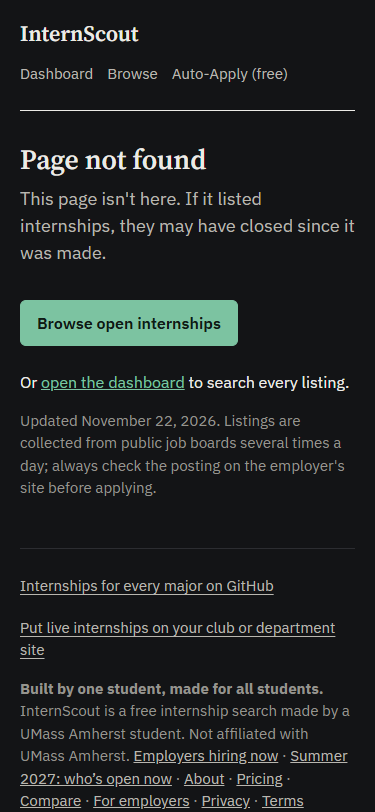 InternScout
Dashboard Browse Auto-Apply (free)
Page not found
This page isn't here. If it listed
internships, they may have closed since it
was made.
Browse open internships
Or open the dashboard to search every listing.
Updated November 22, 2026. Listings are
collected from public job boards several times a
day; always check the posting on the employer's
site before applying.
Internships for every major on GitHub
Put live internships on your club or department
site
Built by one student, made for all students.
InternScout is a free internship search made by a
UMass Amherst student. Not affiliated with
UMass Amherst. Employers hiring now · Summer
2027: who’s open now · About · Pricing ·
Compare · For employers · Privacy · Terms